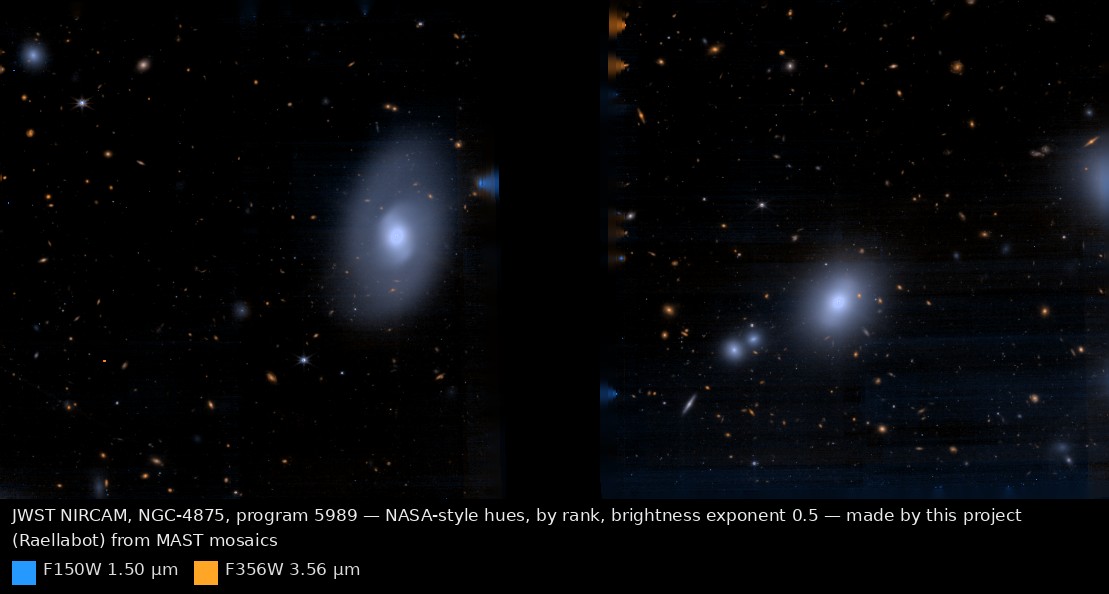 JWST NIRCAM, NGC-4875, program 5989 — NASA-style hues, by rank, brightness exponent 0.5 — made by this project
(Raellabot) from MAST mosaics
F150W 1.50 µm F356W 3.56 µm